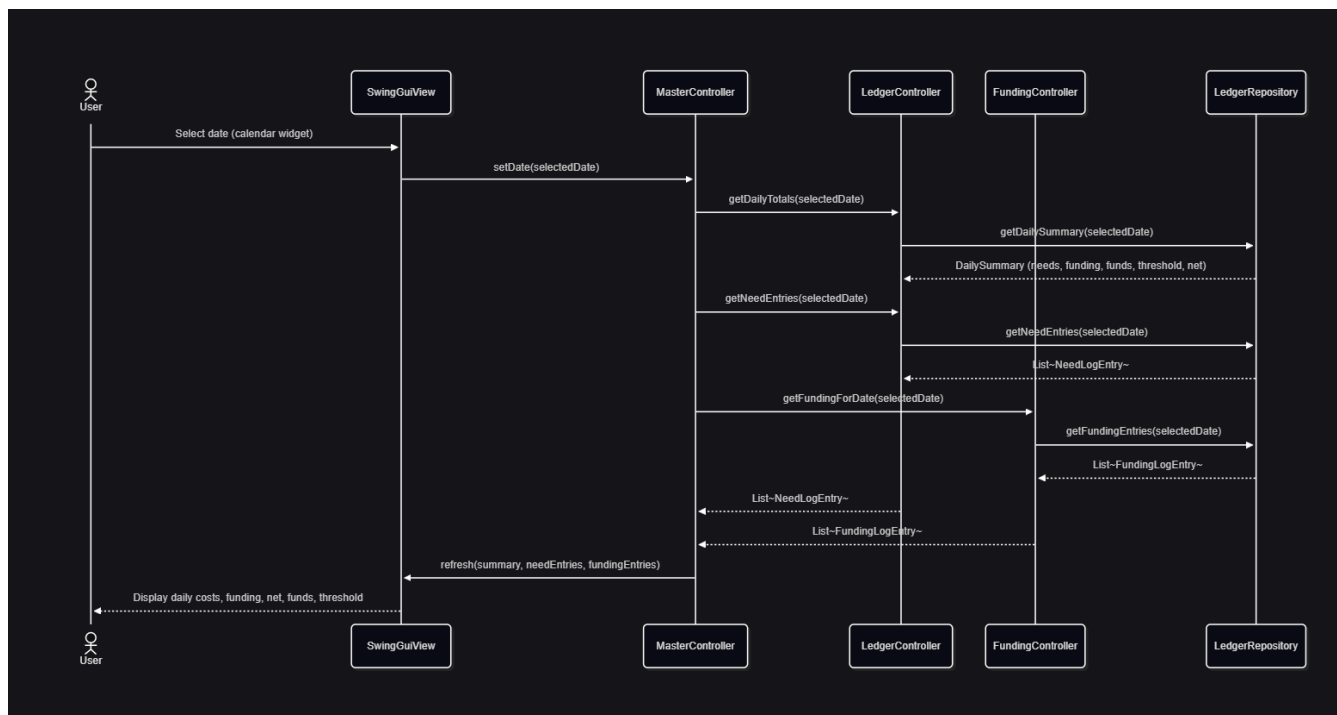 User
SwingGuiView
MasterController
LedgerController
FundingController
LedgerRepository
Select date (calendar widget)
setDate(selectedDate)
getDailyTotals(selectedDate)
getDailySummary(selectedDate)
DailySummary (needs, funding, funds, threshold, net)
getNeedEntries(selectedDate)
getNeedEntries(selectedDate)
List~NeedLogEntry~
getFundingForDate(selectedDate)
getFundingEntries(selectedDate)
List~FundingLogEntry~
List~NeedLogEntry~
List~FundingLogEntry~
refresh(summary, needEntries, fundingEntries)
Display daily costs, funding, net, funds, threshold
User
SwingGuiView
MasterController
LedgerController
FundingController
LedgerRepository